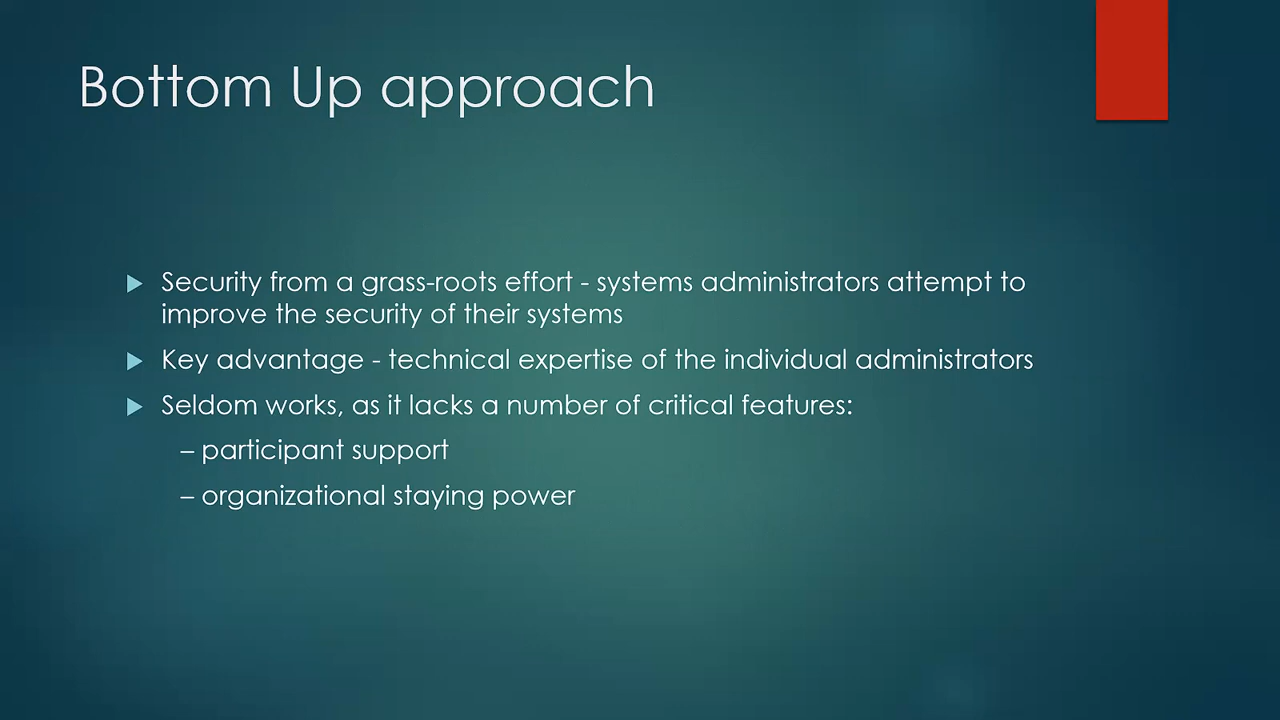 Bottom Up approach
Security from a grass-roots effort - systems administrators attempt to
improve the security of their systems
Key advantage - technical expertise of the individual administrators
Seldom works, as it lacks a number of critical features:
– participant support
– organizational staying power